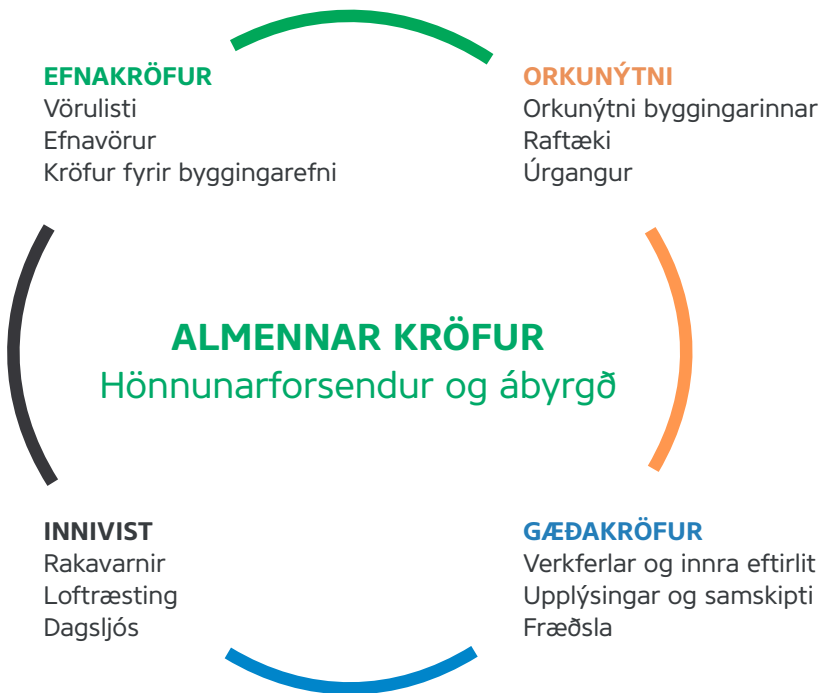 EFNAKRÖFUR
Vörulisti
Efnavörur
Kröfur fyrir byggingarefni
ORKUNÝTNI
Orkunýtni byggingarinnar
Raftæki
Úrgangur
ALMENNAR KRÖFUR
Hönnunarforsendur og ábyrgð
INNIVIST
Rakavarnir
Loftræsting
Dagsljós
GÆÐAKRÖFUR
Verkferlar og innra eftirlit
Upplýsingar og samskipti
Fræðsla